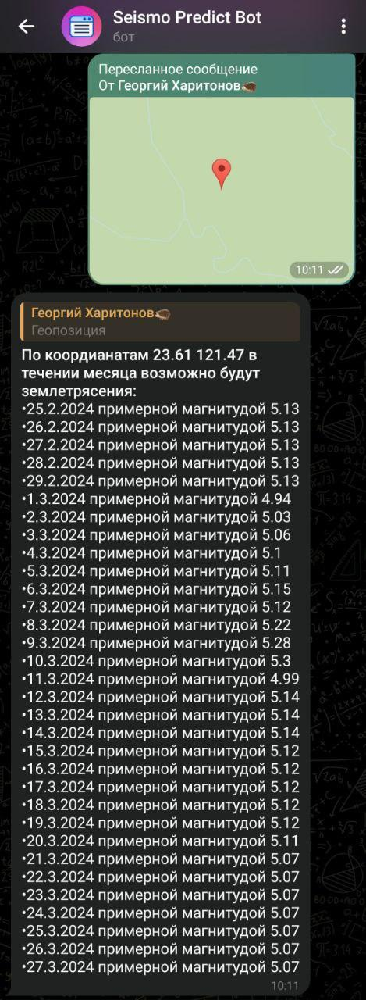 Seismo Predict Bot
бот
Пересланное сообщение
От Георгий Харитонов🦔
10:11
Георгий Харитонов🦔
Геопозиция
По координатам 23.61 121.47 в
течении месяца возможно будут
землетрясения:
•25.2.2024 примерной магнитудой 5.13
•26.2.2024 примерной магнитудой 5.13
•27.2.2024 примерной магнитудой 5.13
•28.2.2024 примерной магнитудой 5.13
•29.2.2024 примерной магнитудой 5.13
•1.3.2024 примерной магнитудой 4.94
•2.3.2024 примерной магнитудой 5.03
•3.3.2024 примерной магнитудой 5.06
•4.3.2024 примерной магнитудой 5.1
•5.3.2024 примерной магнитудой 5.11
•6.3.2024 примерной магнитудой 5.15
•7.3.2024 примерной магнитудой 5.12
•8.3.2024 примерной магнитудой 5.22
•9.3.2024 примерной магнитудой 5.28
•10.3.2024 примерной магнитудой 5.3
•11.3.2024 примерной магнитудой 4.99
•12.3.2024 примерной магнитудой 5.14
•13.3.2024 примерной магнитудой 5.14
•14.3.2024 примерной магнитудой 5.14
•15.3.2024 примерной магнитудой 5.12
•16.3.2024 примерной магнитудой 5.12
•17.3.2024 примерной магнитудой 5.12
•18.3.2024 примерной магнитудой 5.12
•19.3.2024 примерной магнитудой 5.12
•20.3.2024 примерной магнитудой 5.11
•21.3.2024 примерной магнитудой 5.07
•22.3.2024 примерной магнитудой 5.07
•23.3.2024 примерной магнитудой 5.07
•24.3.2024 примерной магнитудой 5.07
•25.3.2024 примерной магнитудой 5.07
•26.3.2024 примерной магнитудой 5.07
•27.3.2024 примерной магнитудой 5.07
10:11